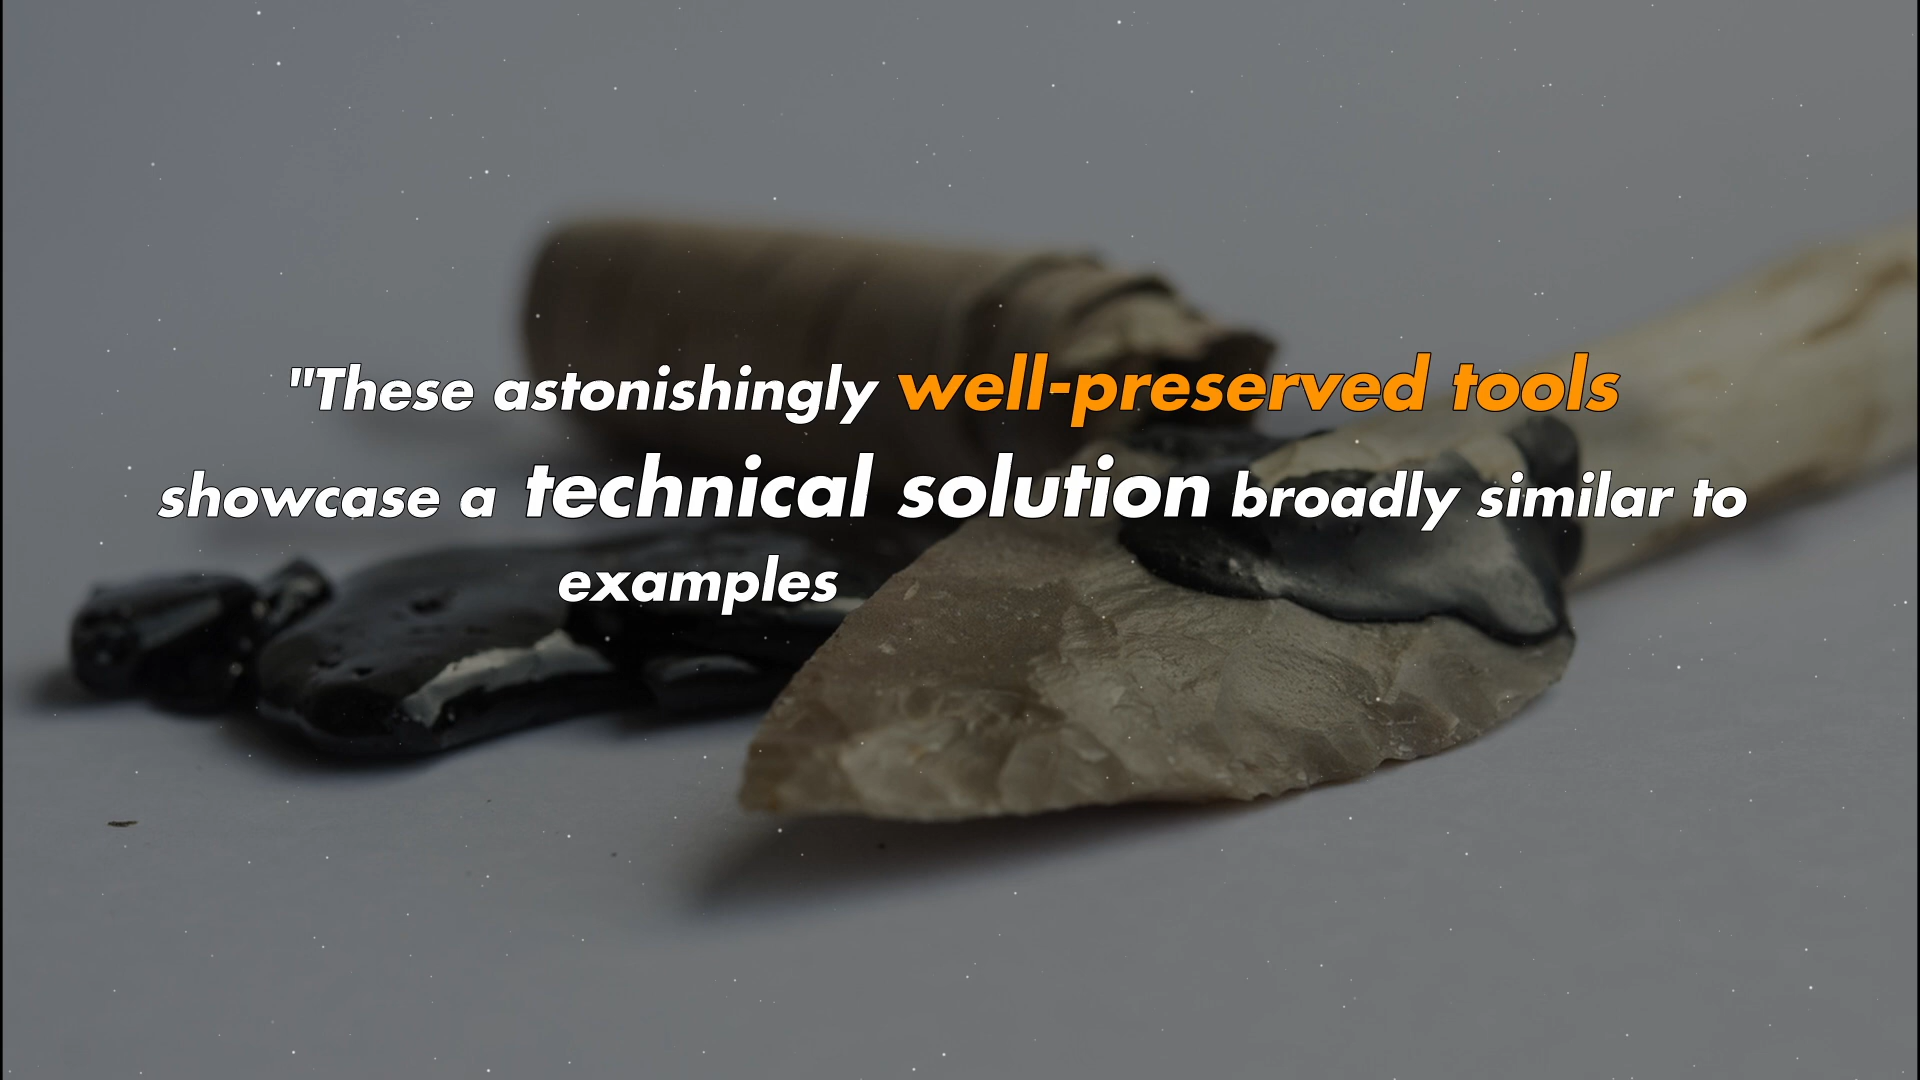 "These astonishingly well-preserved tools
showcase a technical solution broadly similar to
examples